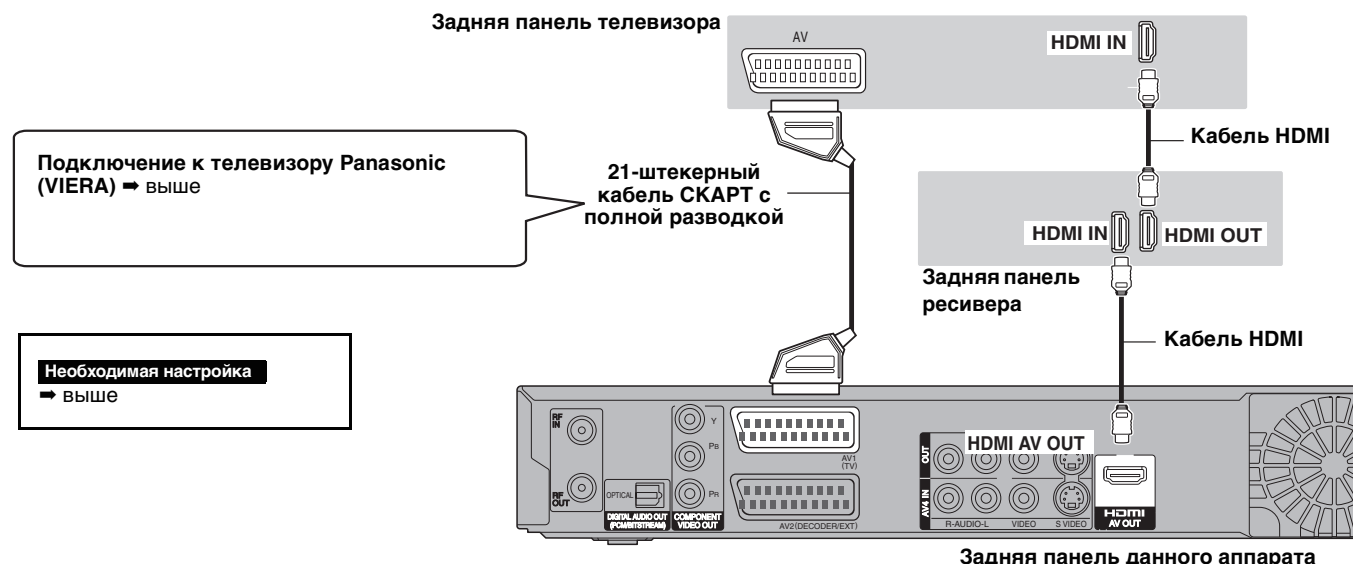 Задняя панель телевизора
AV
HDMI IN
Кабель HDMI
Подключение к телевизору Panasonic
(VIERA) ➡ выше
21-штекерный
кабель СКАРТ с
полной разводкой
HDMI IN
HDMI OUT
Задняя панель
ресивера
Кабель HDMI
Необходимая настройка
➡ выше
RF
IN
RF
OUT
OPTICAL
DIGITAL AUDIO OUT
(PCM/BITSTREAM)
Y
PB
PR
COMPONENT
VIDEO OUT
AV1
(TV)
AV2(DECODER/EXT)
OUT
AV4 IN
HDMI AV OUT
R-AUDIO-L
VIDEO
S VIDEO
HDMI
AV OUT
Задняя панель данного аппарата